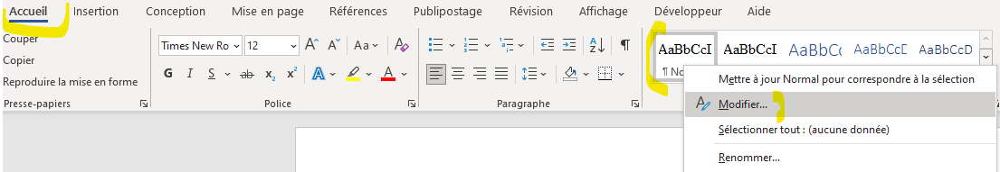 Accueil Insertion Conception Mise en page Références Publipostage Révision Affichage Développeur Aide
Couper
Copier
Reproduire la mise en forme
Presse-papiers
Times New Ro 12 A A Aa A
G I S ab x₂ x² A A
Police
Paragraphe
AaBbCcI AaBbCcI AaBbCc AaBbCcD AaBbCcD
¶ No
Mettre à jour Normal pour correspondre à la sélection
Modifier...
Sélectionner tout : (aucune donnée)
Renommer...